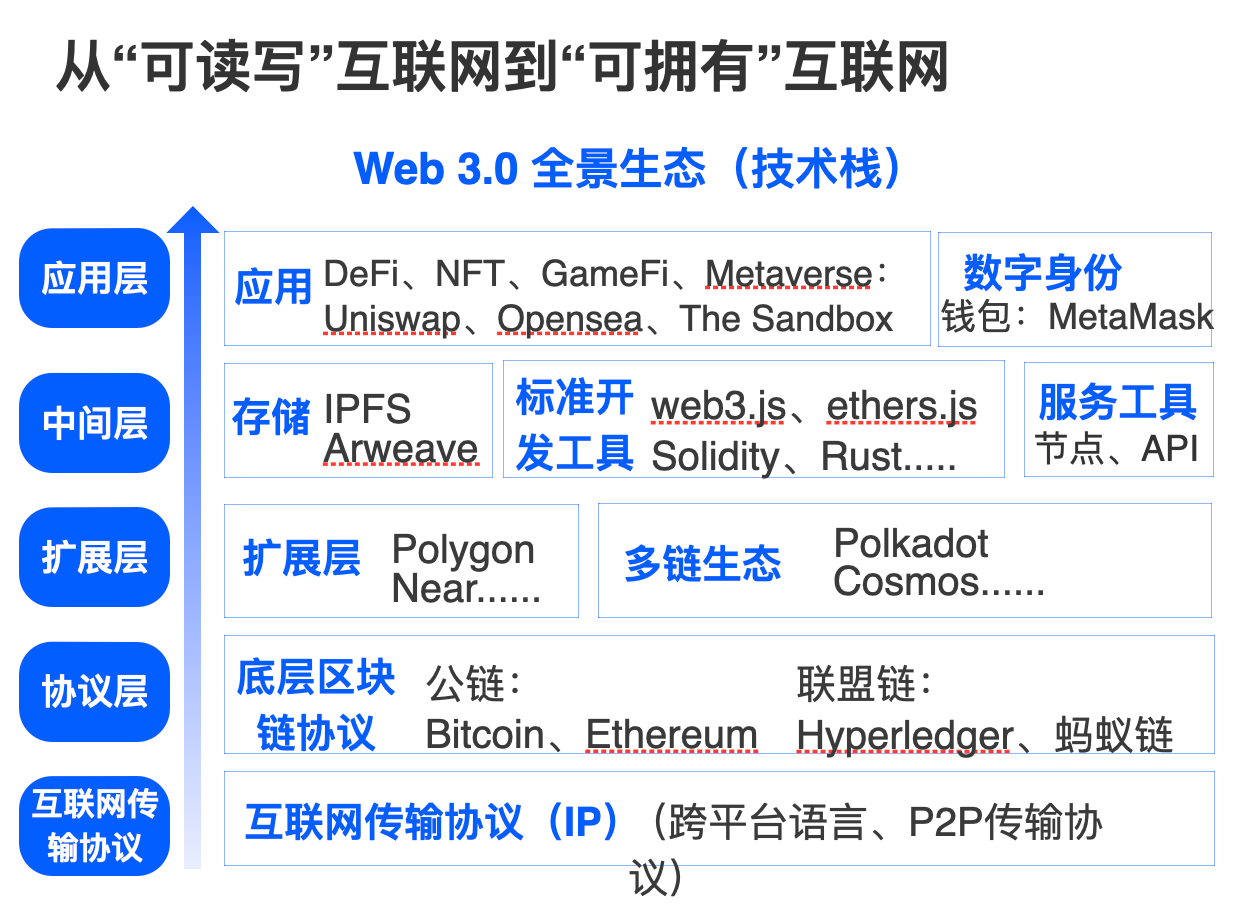 从“可读写”互联网到“可拥有”互联网
Web 3.0 全景生态（技术栈）
应用层
应用
DeFi、NFT、GameFi、Metaverse：
Uniswap、Opensea、The Sandbox
数字身份
钱包：MetaMask
中间层
存储
IPFS
Arweave
标准开
发工具
web3.js、ethers.js
Solidity、Rust.....
服务工具
节点、API
扩展层
扩展层
Polygon
Near......
多链生态
Polkadot
Cosmos......
协议层
底层区块
链协议
公链：
Bitcoin、Ethereum
联盟链：
Hyperledger、蚂蚁链
互联网传
输协议
互联网传输协议（IP）（跨平台语言、P2P传输协
议）